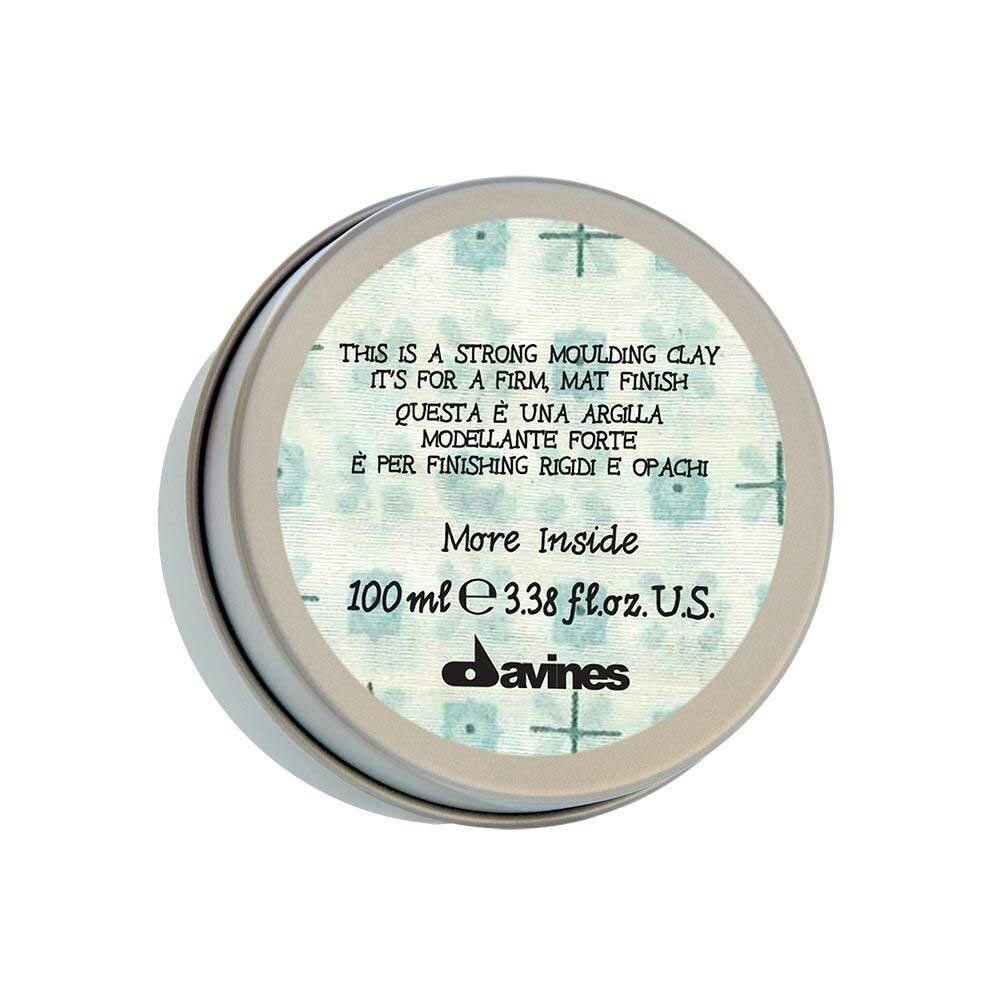 THIS IS A STRONG MOULDING CLAY
IT'S FOR A FIRM, MAT FINISH
QUESTA È UNA ARGILLA
MODELLANTE FORTE
È PER FINISHING RIGIDI E OPACHI
More Inside
100 ml ℮ 3.38 fl.oz. U.S.
davines